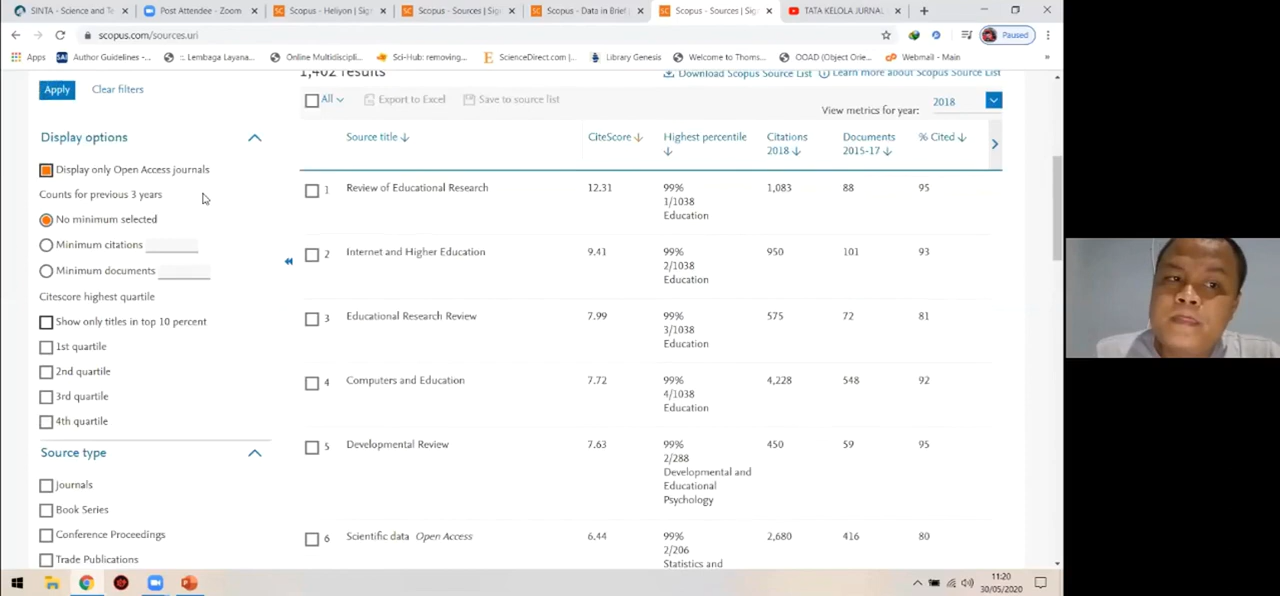 SINTA - Science and Te
Post Attendee - Zoom
Scopus - Heliyon | Sign
Scopus - Sources | Sign
Scopus - Data in Brief |
Scopus - Sources | Sign
TATA KELOLA JURNAL
scopus.com/sources.uri
Paused
Apps
Author Guidelines -...
:: Lembaga Layana...
Online Multidiscipli...
Sci-Hub: removing...
ScienceDirect.com |...
Library Genesis
Welcome to Thoms...
OOAD (Object Orie...
Webmail - Main
1,402 results
Download Scopus Source List
Learn more about Scopus Source List
Apply
Clear filters
All
Export to Excel
Save to source list
View metrics for year:
2018
Display options
Display only Open Access journals
Counts for previous 3 years
No minimum selected
Minimum citations
Minimum documents
Citescore highest quartile
Show only titles in top 10 percent
1st quartile
2nd quartile
3rd quartile
4th quartile
Source type
Journals
Book Series
Conference Proceedings
Trade Publications
Source title ↓
CiteScore ↓
Highest percentile ↓
Citations 2018 ↓
Documents 2015-17 ↓
% Cited ↓
1 Review of Educational Research 12.31 99% 1,083 88 95
1/1038
Education
2 Internet and Higher Education 9.41 99% 950 101 93
2/1038
Education
3 Educational Research Review 7.99 99% 575 72 81
3/1038
Education
4 Computers and Education 7.72 99% 4,228 548 92
4/1038
Education
5 Developmental Review 7.63 99% 450 59 95
2/288
Developmental and
Educational
Psychology
6 Scientific data Open Access 6.44 99% 2,680 416 80
2/206
Statistics and
11:20
30/05/2020